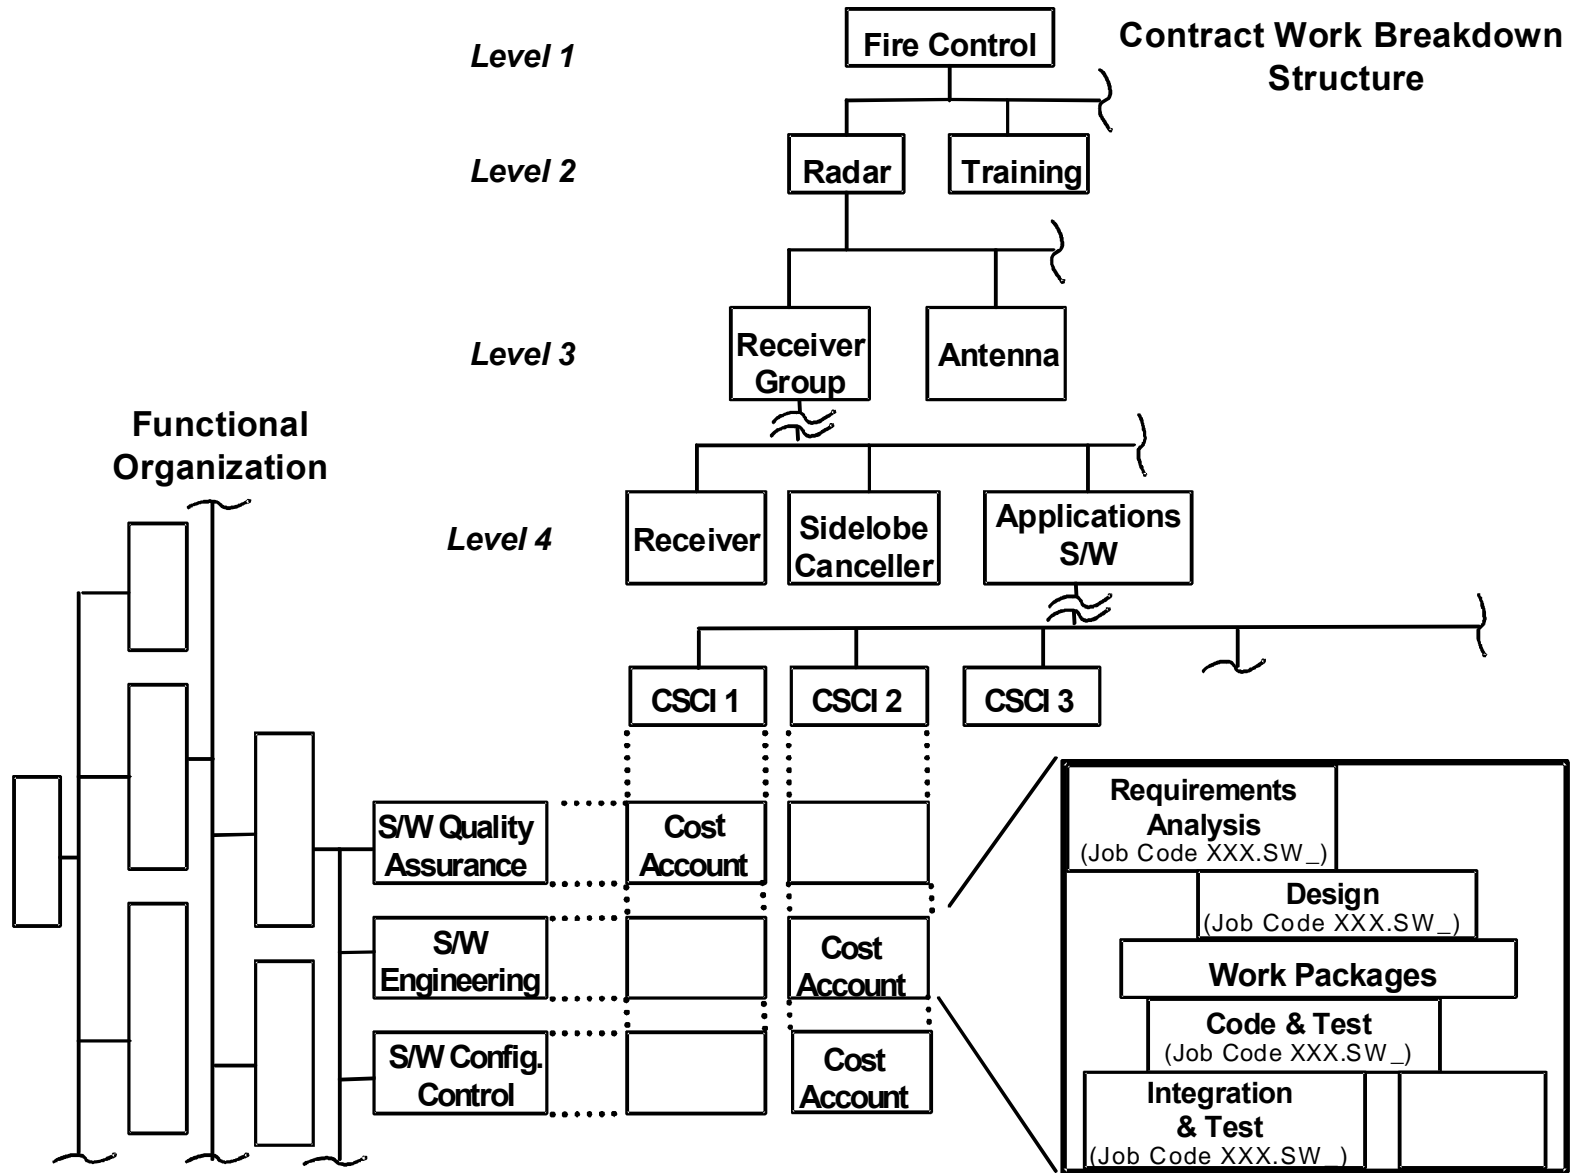 Contract Work Breakdown
Structure
Level 1
Fire Control
Level 2
Radar
Training
Level 3
Receiver
Group
Antenna
Functional
Organization
Level 4
Receiver
Sidelobe
Canceller
Applications
S/W
CSCI 1
CSCI 2
CSCI 3
S/W Quality
Assurance
Cost
Account
S/W
Engineering
Cost
Account
S/W Config.
Control
Cost
Account
Requirements
Analysis
(Job Code XXX.SW_)
Design
(Job Code XXX.SW_)
Work Packages
Code & Test
(Job Code XXX.SW_)
Integration
& Test
(Job Code XXX.SW_)